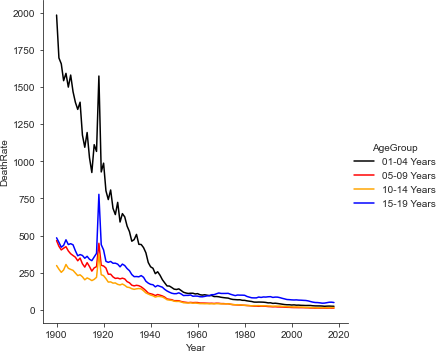 2000
1750
1500
1250
1000
750
500
250
0
DeathRate
1900
1920
1940
1960
1980
2000
2020
Year
AgeGroup
01-04 Years
05-09 Years
10-14 Years
15-19 Years